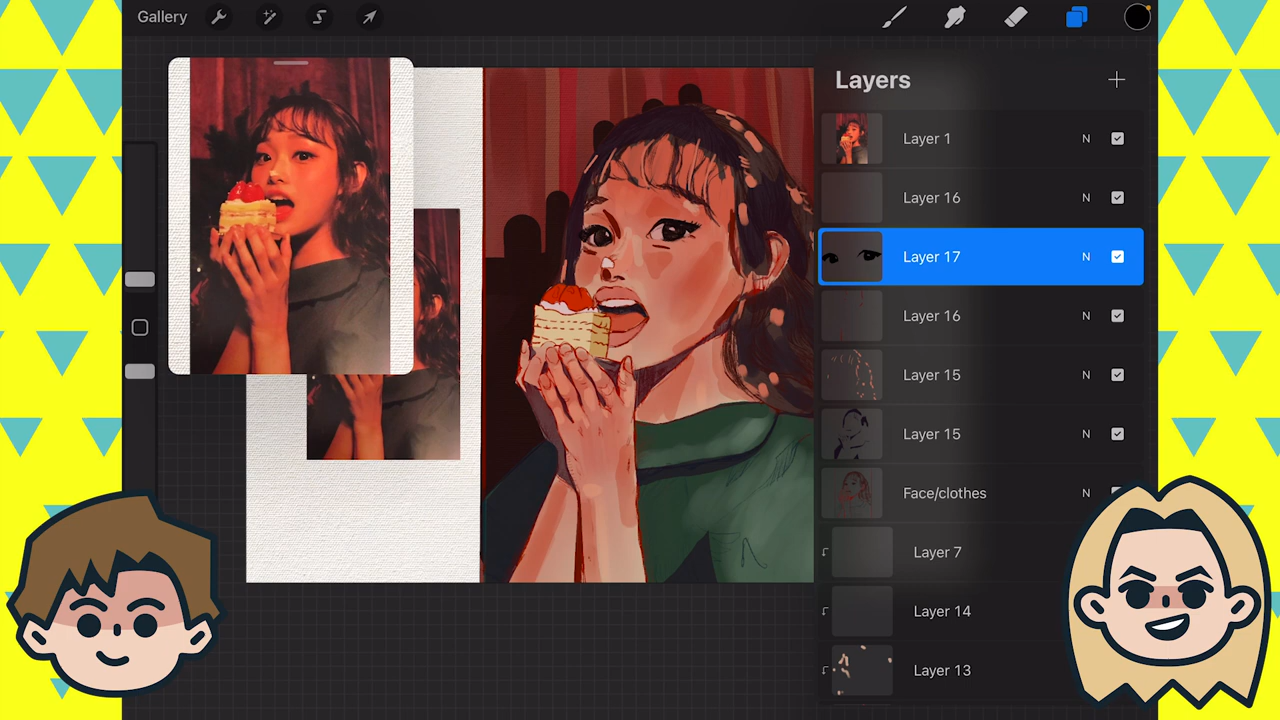 Gallery
Layers
Layer 1 N
Layer 16 N
Layer 17 N
Layer 16 N
Layer 15 N
Layer 15 N
Face/clothes N
Layer 7
Layer 14
Layer 13